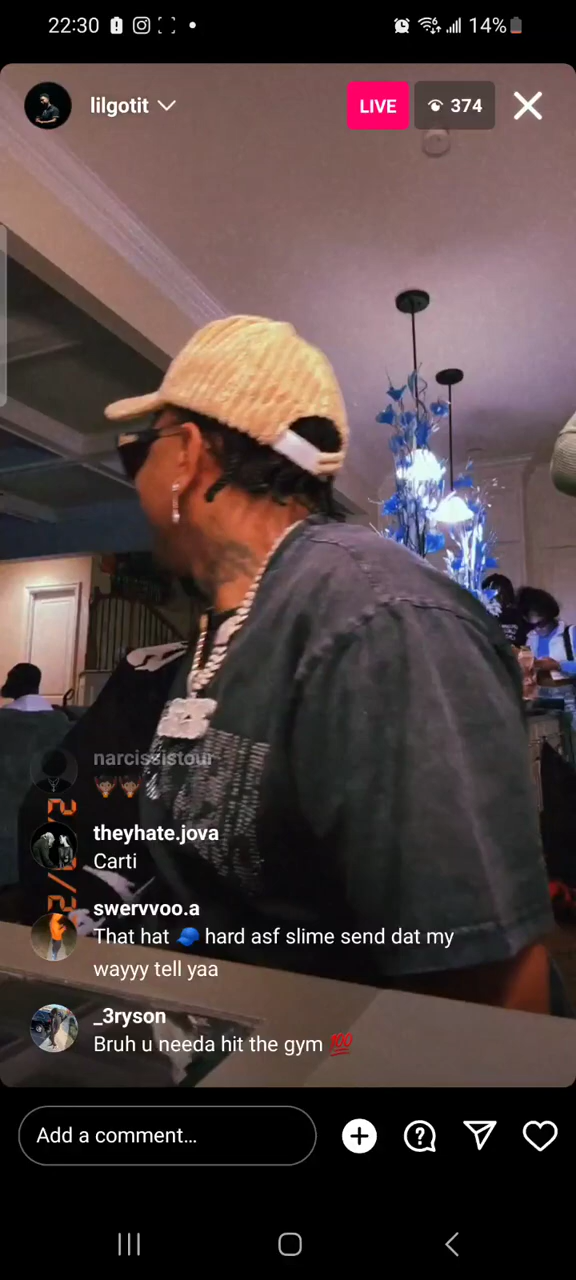 22:30
14%
lilgotit
LIVE
374
narcissistour
🙌🏿🙌🏿
theyhate.jova
Carti
swervvoo.a
That hat 🧢 hard asf slime send dat my
wayyy tell yaa
_3ryson
Bruh u needa hit the gym 💯
Add a comment...